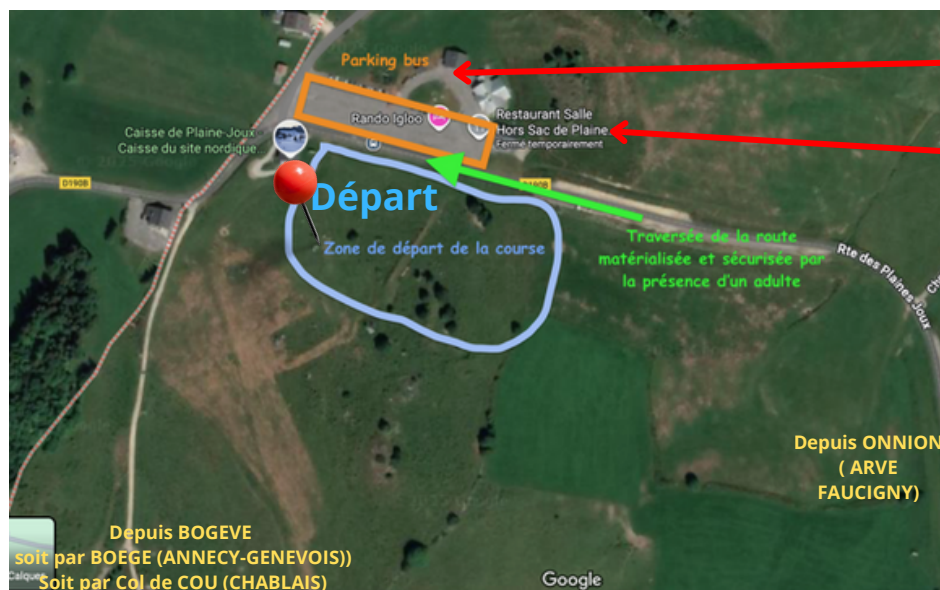 Parking bus
Rando Igloo
Restaurant Salle
Hors Sac de Plaine...
Fermé temporairement
Caisse de Plaine-Joux
Caisse du site nordique...
D190B
D190B
Départ
Zone de départ de la course
Traversée de la route
matérialisée et sécurisée par
la présence d'un adulte
Rte des Plaines Joux
Ch
Depuis ONNION
( ARVE
FAUCIGNY)
Depuis BOGEVE
soit par BOEGE (ANNECY-GENEVOIS))
Soit par Col de COU (CHABLAIS)
Calques
Google